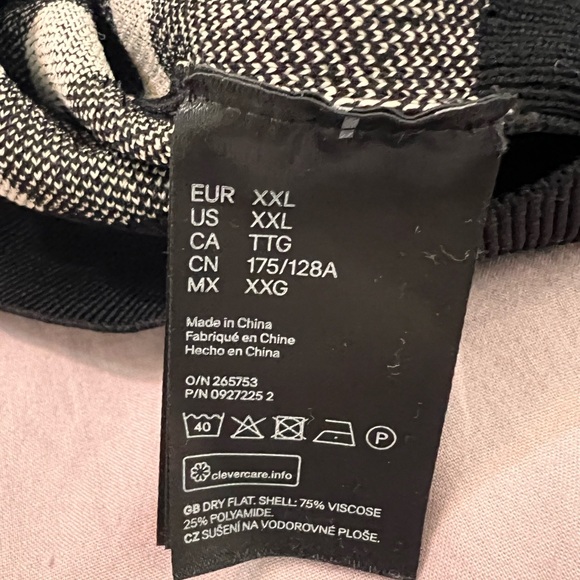 EUR XXL
US XXL
CA TTG
CN 175/128A
MX XXG
Made in China
Fabriqué en Chine
Hecho en China
O/N 265753
P/N 0927225 2
40 P
clevercare.info
GB DRY FLAT. SHELL: 75% VISCOSE
25% POLYAMIDE.
CZ SUŠENÍ NA VODOROVNÉ PLOŠE.